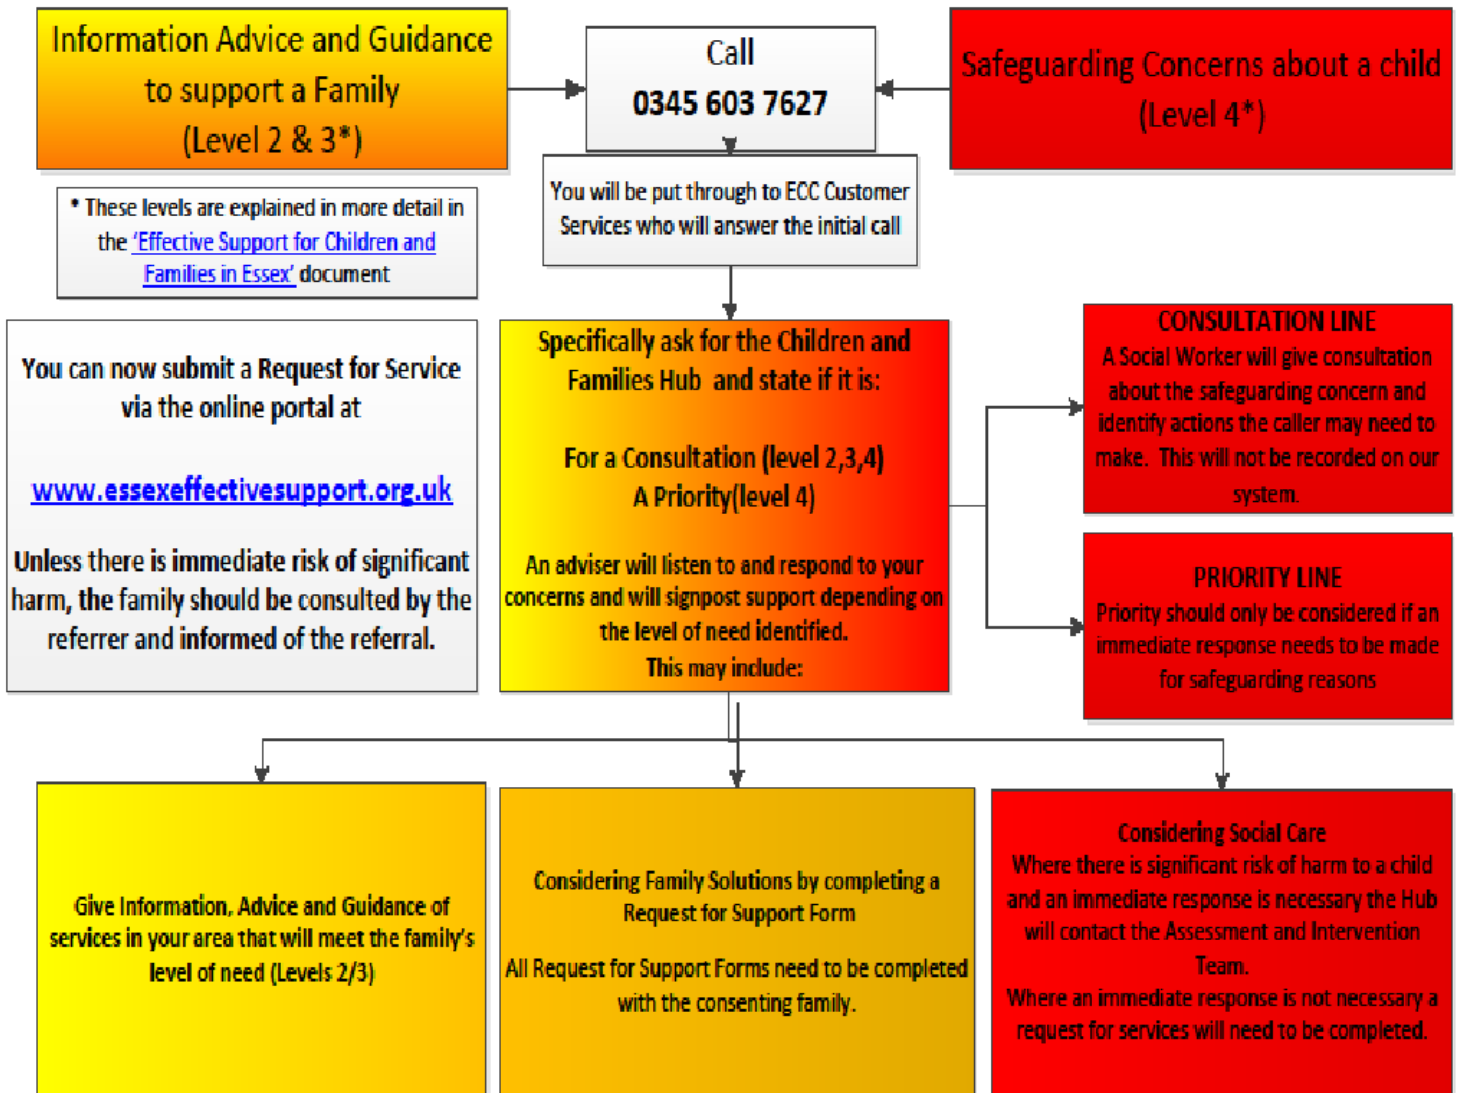 Information Advice and Guidance
to support a Family
(Level 2 & 3*)
Call
0345 603 7627
Safeguarding Concerns about a child
(Level 4*)
* These levels are explained in more detail in
the 'Effective Support for Children and
Families in Essex' document
You will be put through to ECC Customer
Services who will answer the initial call
You can now submit a Request for Service
via the online portal at
www.essexeffectivesupport.org.uk
Unless there is immediate risk of significant
harm, the family should be consulted by the
referrer and informed of the referral.
Specifically ask for the Children and
Families Hub and state if it is:
For a Consultation (level 2,3,4)
A Priority(level 4)
An adviser will listen to and respond to your
concerns and will signpost support depending on
the level of need identified.
This may include:
CONSULTATION LINE
A Social Worker will give consultation
about the safeguarding concern and
identify actions the caller may need to
make. This will not be recorded on our
system.
PRIORITY LINE
Priority should only be considered if an
immediate response needs to be made
for safeguarding reasons
Give Information, Advice and Guidance of
services in your area that will meet the family's
level of need (Levels 2/3)
Considering Family Solutions by completing a
Request for Support Form
All Request for Support Forms need to be completed
with the consenting family.
Considering Social Care
Where there is significant risk of harm to a child
and an immediate response is necessary the Hub
will contact the Assessment and Intervention
Team.
Where an immediate response is not necessary a
request for services will need to be completed.